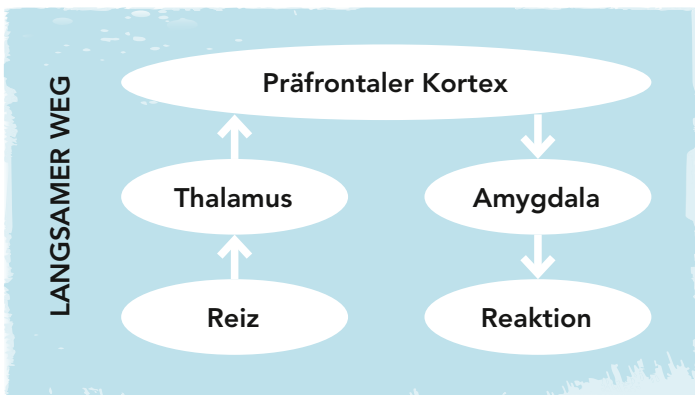 LANGSAMER WEG
Präfrontaler Kortex
Thalamus
Amygdala
Reiz
Reaktion